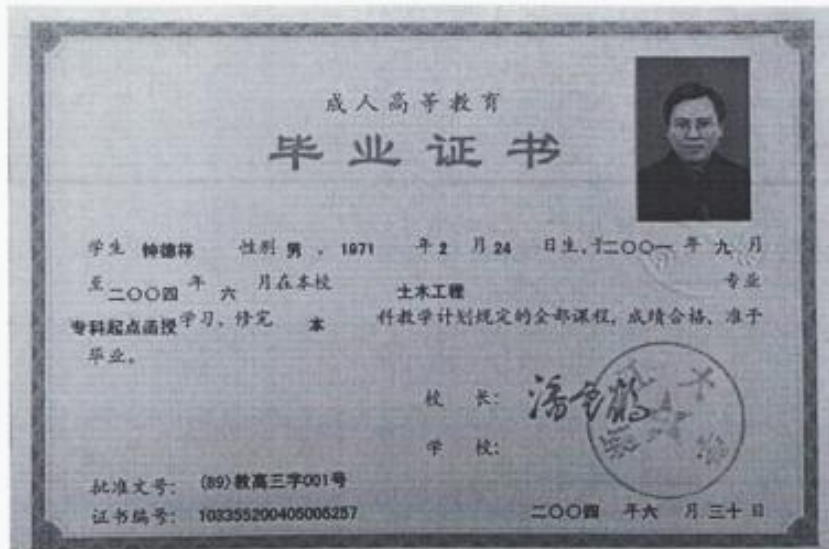 成人高等教育
毕业证书
学生 钟德祥 性别 男 , 1971 年 2 月 24 日生,于二〇〇一 年 九 月
至二〇〇四 年 六 月在本校 土木工程 专业
专科起点函授学习、修完 本 科教学计划规定的全部课程,成绩合格、准予
毕业。
校 长: 潘云鹤
学 校:
批准文号: (89)教高三字001号
证书编号: 103355200405005257 二〇〇四 年 六 月 三十 日